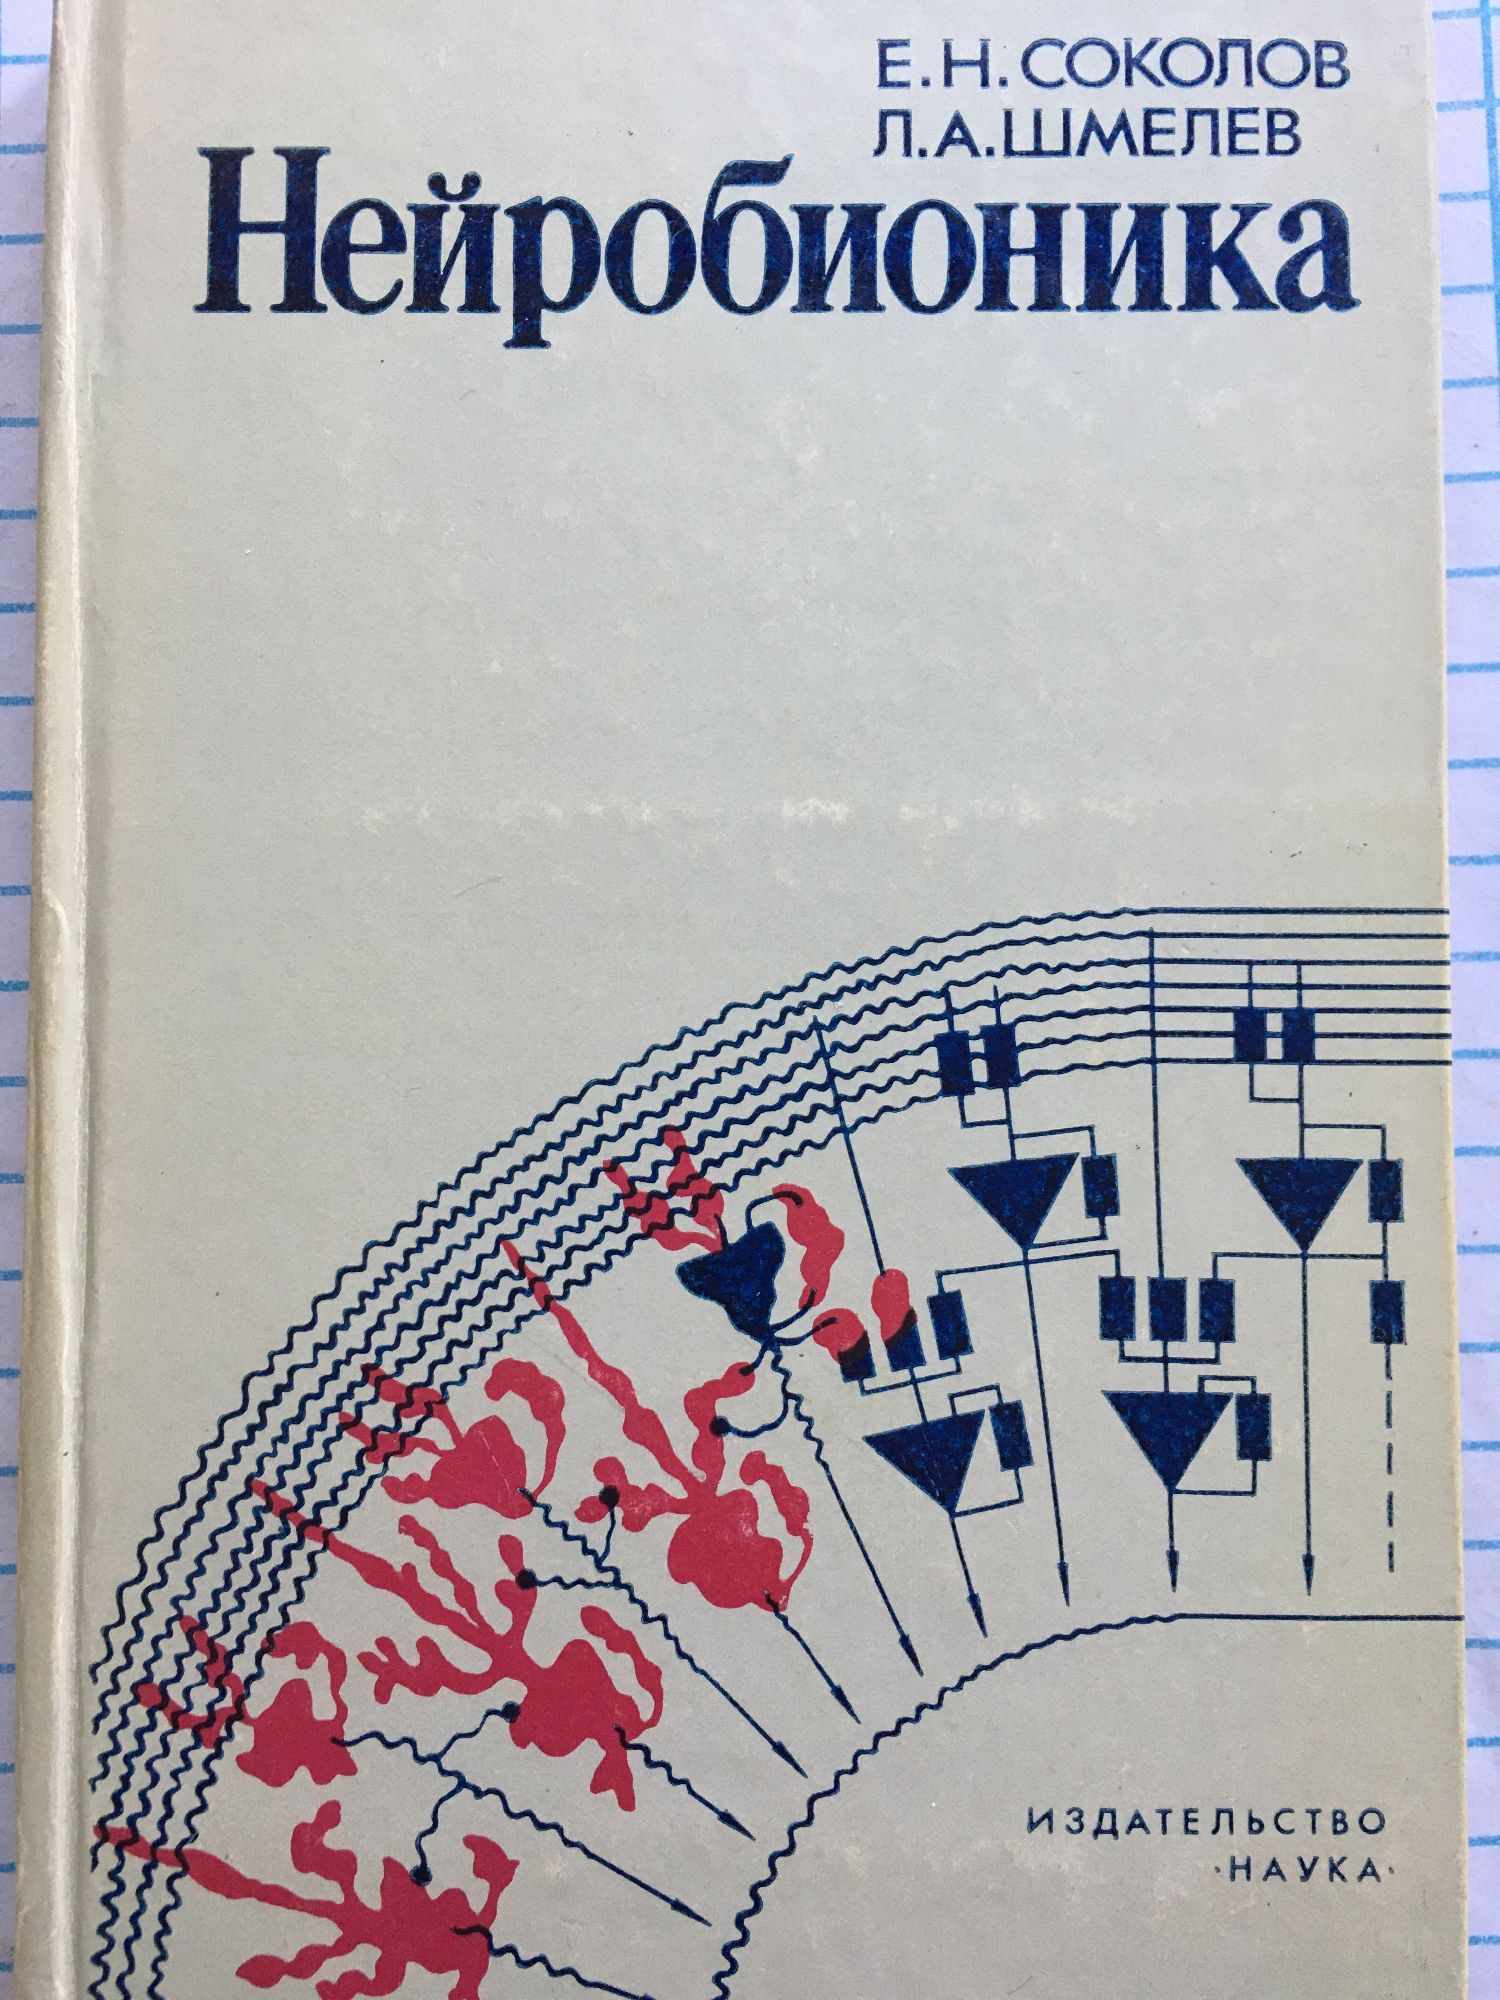 Е.Н.СОКОЛОВ
Л.А.ШМЕЛЕВ
Нейробионика
ИЗДАТЕЛЬСТВО
·НАУКА·